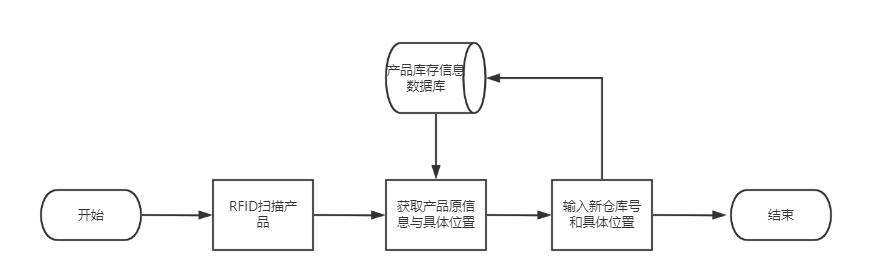 产品库存信息
数据库
开始
RFID扫描产
品
获取产品原信
息与具体位置
输入新仓库号
和具体位置
结束